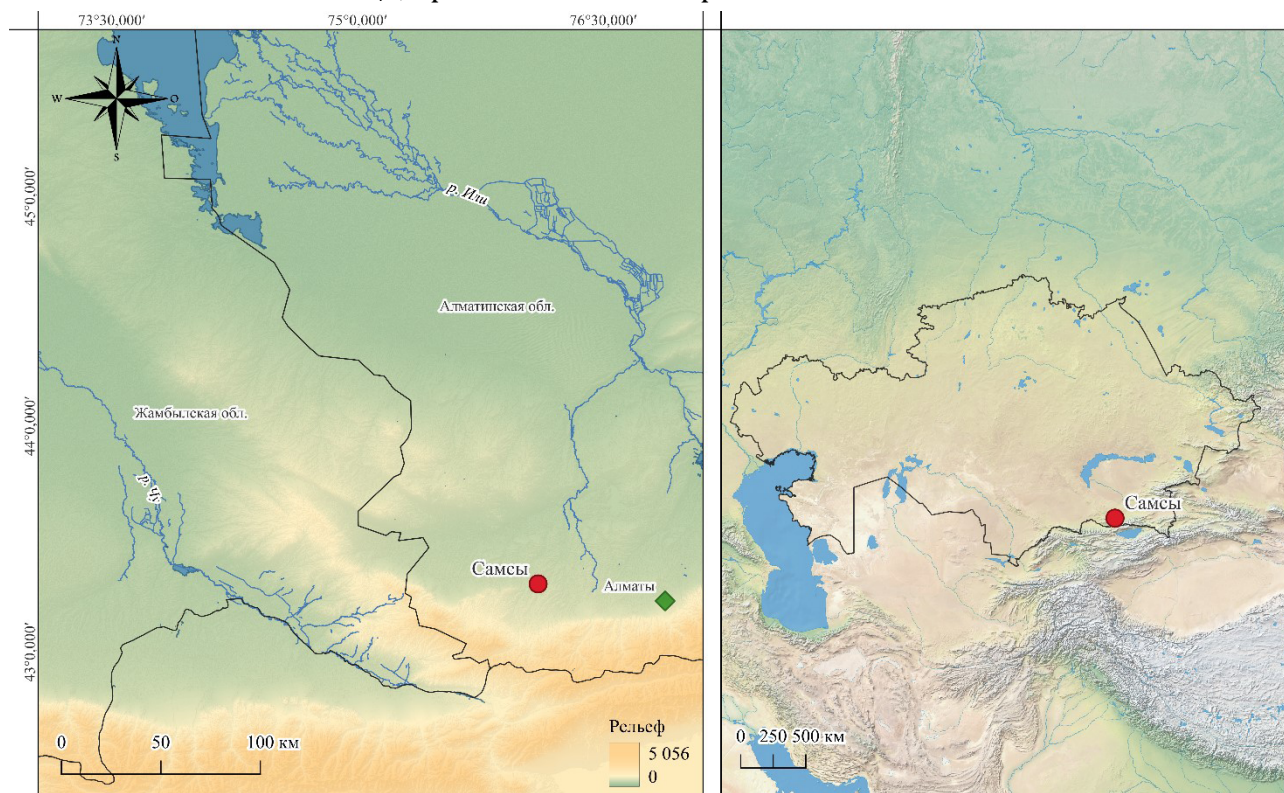 73°30,000' 75°0,000' 76°30,000'
N
W
O
S
45°0,000'
р. Или
Алматинская обл.
Жамбылская обл.
44°0,000'
р. Чу
Самсы
Алматы
43°0,000'
Рельеф
5 056
0
0 50 100 км
Самсы
0 250 500 км